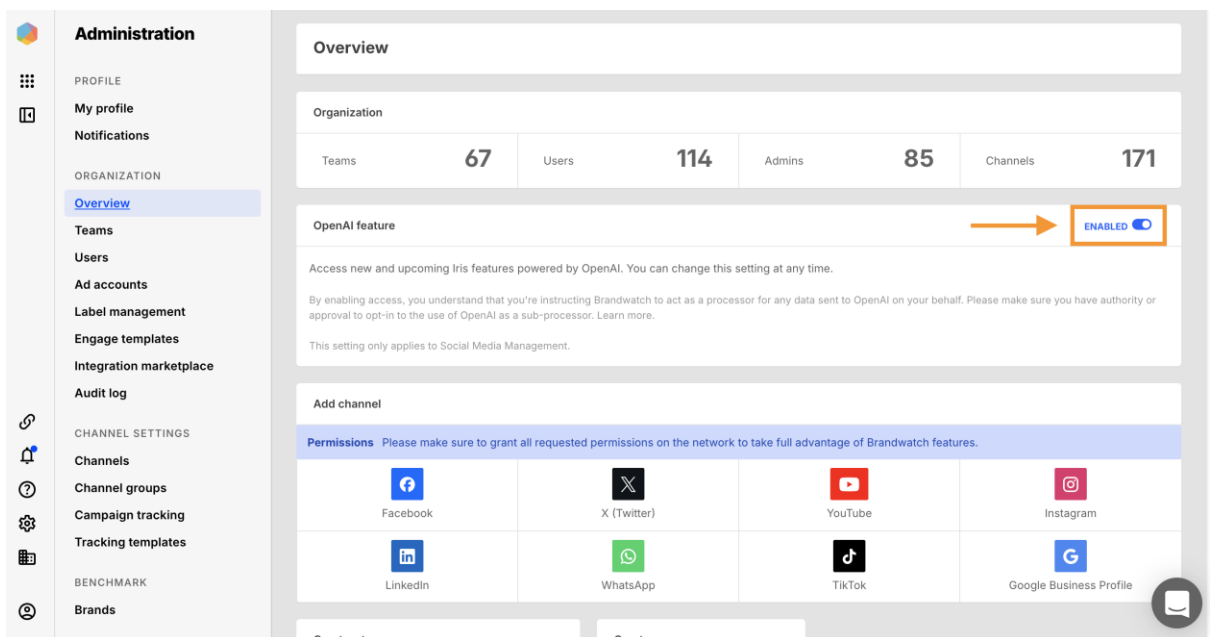 Administration
PROFILE
My profile
Notifications
ORGANIZATION
Overview
Teams
Users
Ad accounts
Label management
Engage templates
Integration marketplace
Audit log
CHANNEL SETTINGS
Channels
Channel groups
Campaign tracking
Tracking templates
BENCHMARK
Brands
Overview
Organization
Teams 67 Users 114 Admins 85 Channels 171
OpenAI feature ENABLED
Access new and upcoming Iris features powered by OpenAI. You can change this setting at any time.
By enabling access, you understand that you're instructing Brandwatch to act as a processor for any data sent to OpenAI on your behalf. Please make sure you have authority or
approval to opt-in to the use of OpenAI as a sub-processor. Learn more.
This setting only applies to Social Media Management.
Add channel
Permissions Please make sure to grant all requested permissions on the network to take full advantage of Brandwatch features.
Facebook X (Twitter) YouTube Instagram
LinkedIn WhatsApp TikTok Google Business Profile